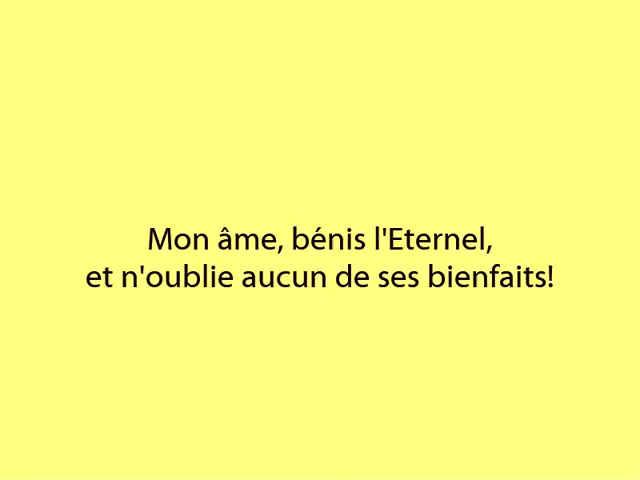 Mon âme, bénis l'Eternel,
et n'oublie aucun de ses bienfaits!